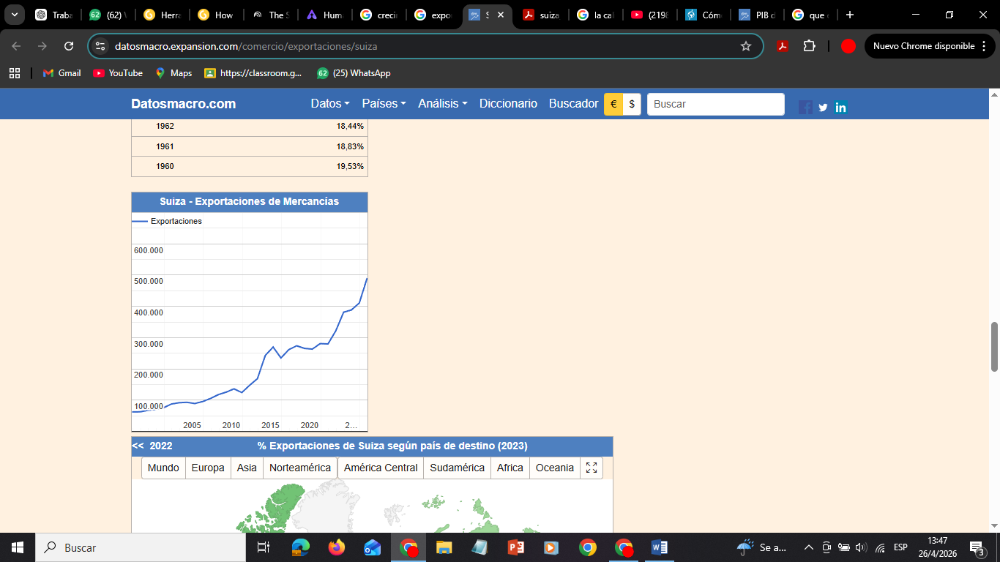 Traba
62
(62)
Herra
How
The S
Hum
crecir
expo
S
suiza
la cal
(2198
Cóm
PIB d
que
datosmacro.expansion.com/comercio/exportaciones/suiza
Nuevo Chrome disponible
Gmail
YouTube
Maps
https://classroom.g...
62
(25) WhatsApp
Datosmacro.com
Datos
Países
Análisis
Diccionario
Buscador
€
$
Buscar
in
1962 18,44%
1961 18,83%
1960 19,53%
Suiza - Exportaciones de Mercancías
Exportaciones
600.000
500.000
400.000
300.000
200.000
100.000
2005 2010 2015 2020 2...
<< 2022 % Exportaciones de Suiza según país de destino (2023)
Mundo Europa Asia Norteamérica América Central Sudamérica Africa Oceania
Buscar
Se a...
ESP
13:47
26/4/2026
3